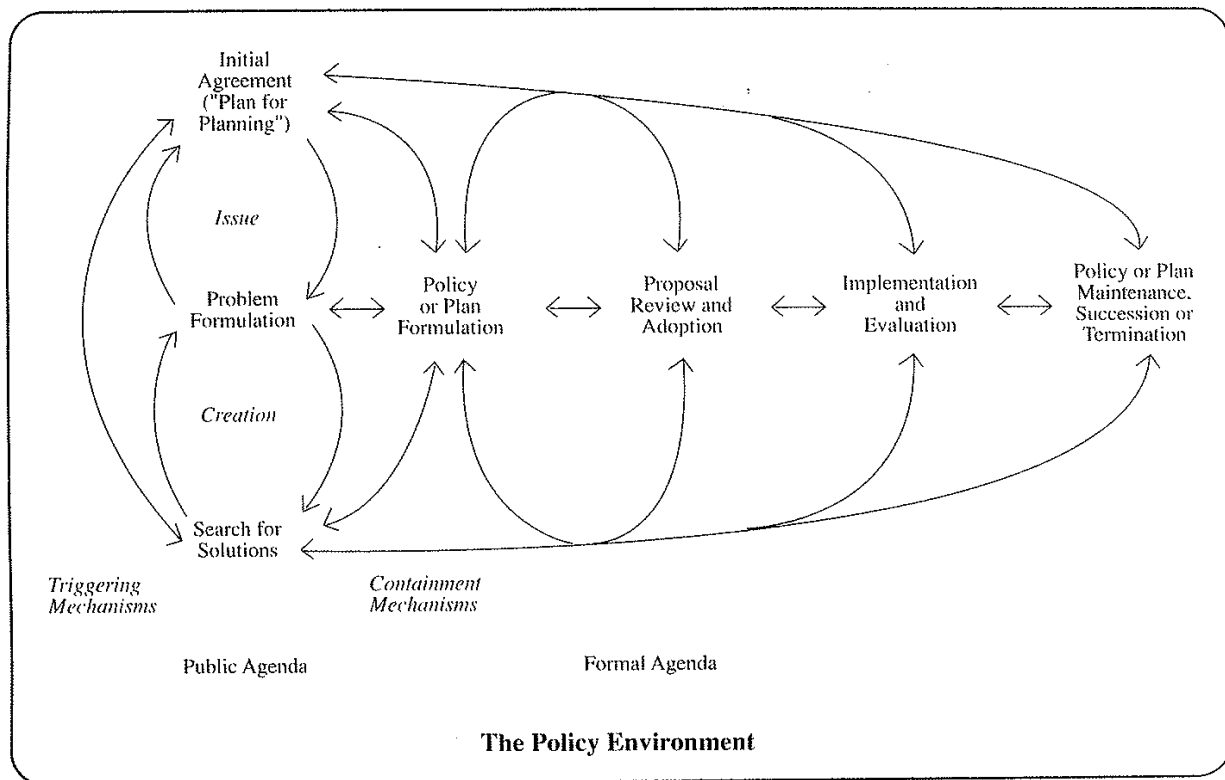 Initial
Agreement
("Plan for
Planning")
Issue
Problem
Formulation
Creation
Search for
Solutions
Policy
or Plan
Formulation
Proposal
Review and
Adoption
Implementation
and
Evaluation
Policy or Plan
Maintenance,
Succession or
Termination
Triggering
Mechanisms
Containment
Mechanisms
Public Agenda
Formal Agenda
The Policy Environment